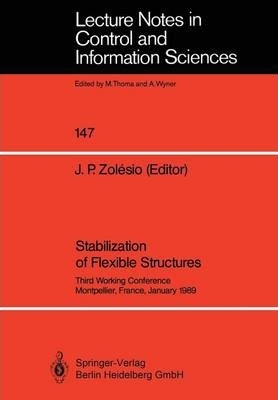 Lecture Notes in
Control and
Information Sciences
Edited by M. Thoma and A. Wyner
147
J. P. Zolésio (Editor)
Stabilization
of Flexible Structures
Third Working Conference
Montpellier, France, January 1989
Springer-Verlag
Berlin Heidelberg GmbH